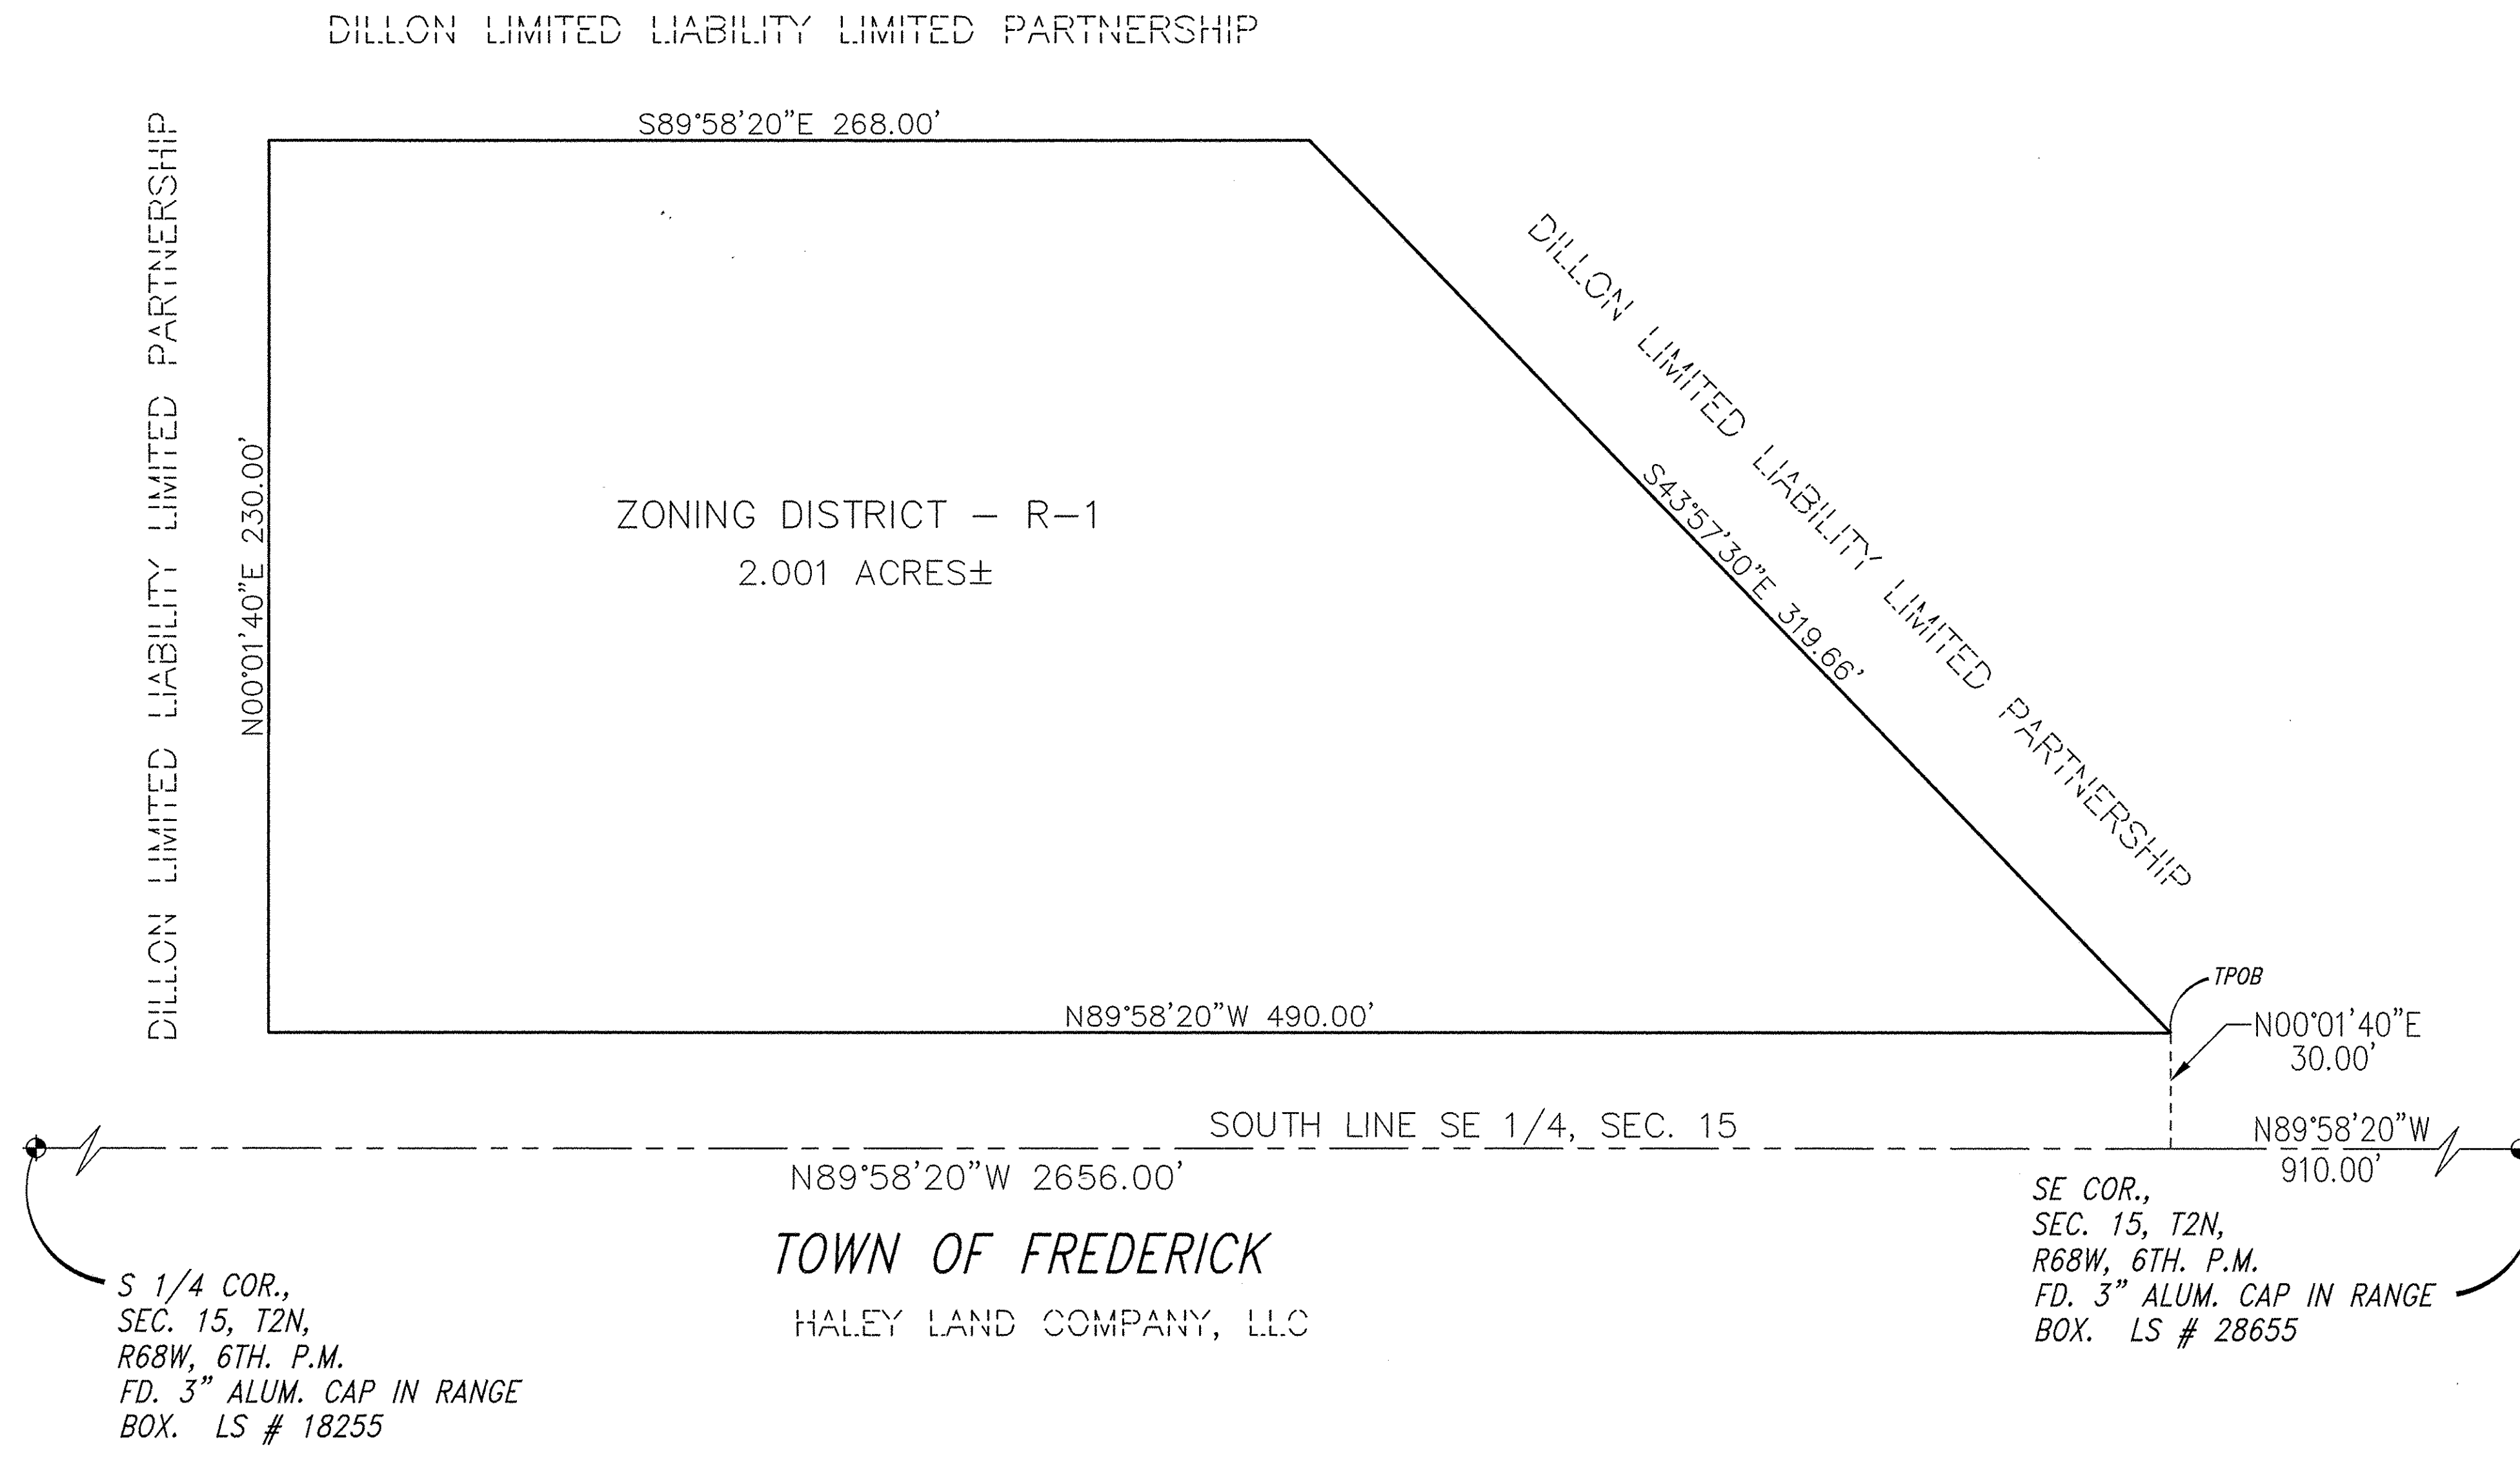 DILLON LIMITED LIABILITY LIMITED PARTNERSHIP
S89°58'20"E 268.00'
DILLON LIMITED LIABILITY LIMITED PARTNERSHIP
N00°01'40"E 230.00'
ZONING DISTRICT – R–1
2.001 ACRES±
DILLON LIMITED LIABILITY LIMITED PARTNERSHIP
S43°57'30"E 319.66'
TPOB
N89°58'20"W 490.00'
N00°01'40"E
30.00'
SOUTH LINE SE 1/4, SEC. 15
N89°58'20"W
910.00'
N89°58'20"W 2656.00'
SE COR.,
SEC. 15, T2N,
R68W, 6TH. P.M.
FD. 3" ALUM. CAP IN RANGE
BOX. LS # 28655
TOWN OF FREDERICK
HALEY LAND COMPANY, LLC
S 1/4 COR.,
SEC. 15, T2N,
R68W, 6TH. P.M.
FD. 3" ALUM. CAP IN RANGE
BOX. LS # 18255